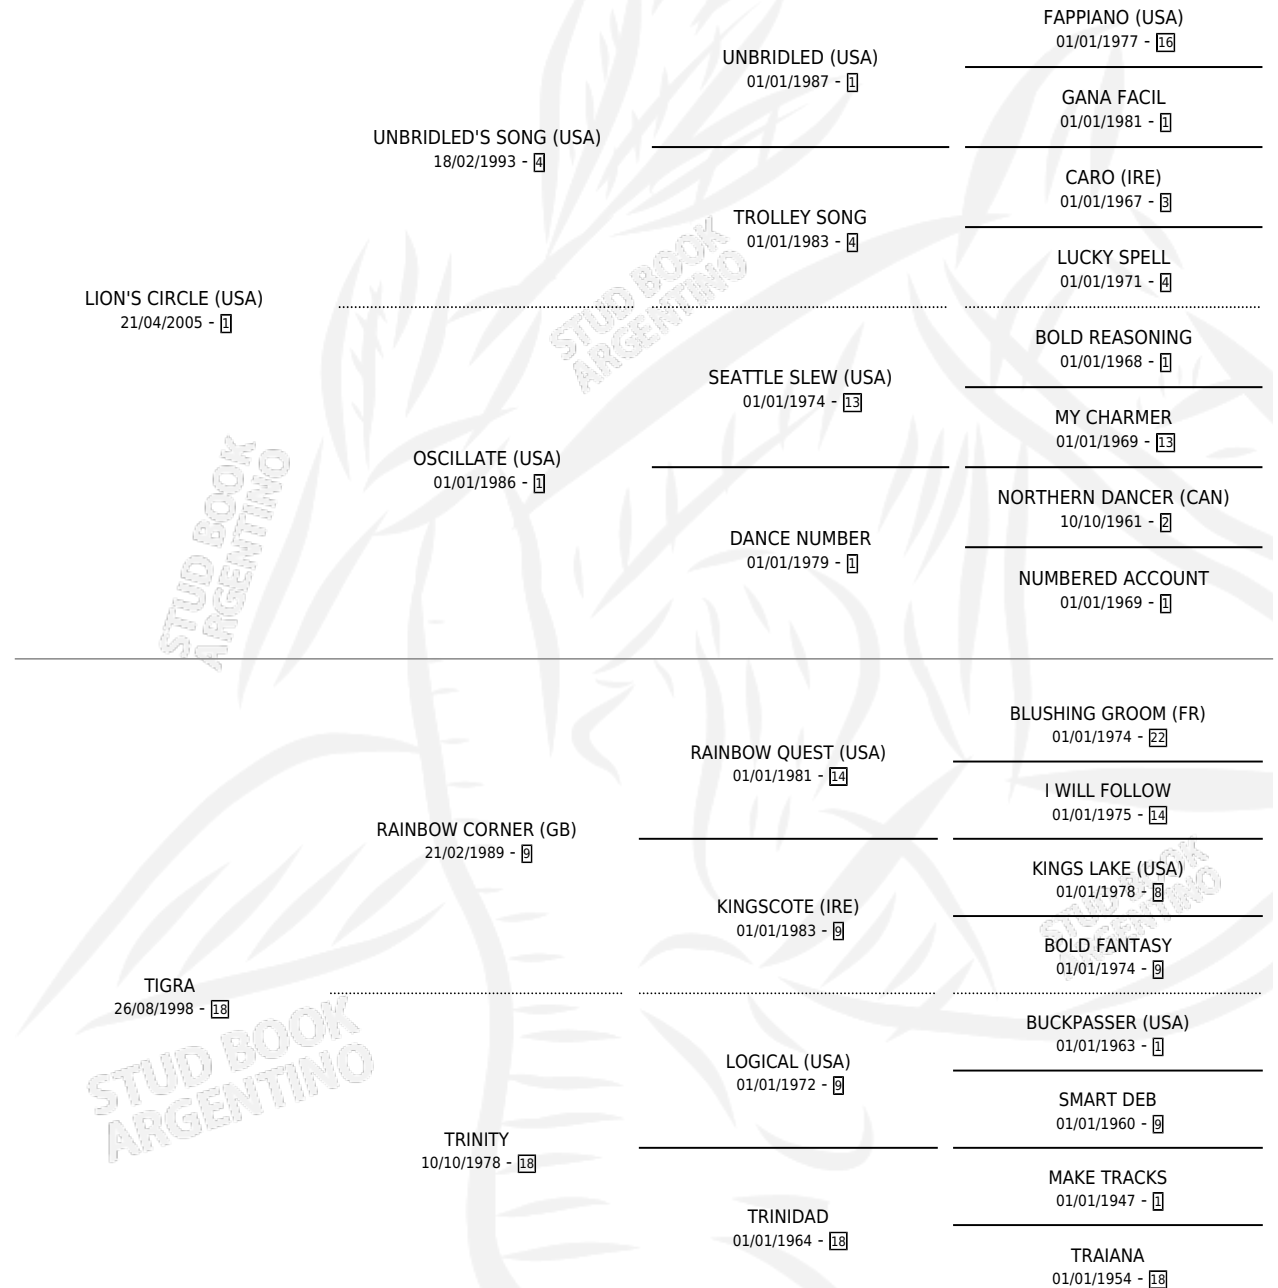 FAPPIANO (USA)
01/01/1977 - 16
UNBRIDLED (USA)
01/01/1987 - 1
GANA FACIL
01/01/1981 - 1
UNBRIDLED'S SONG (USA)
18/02/1993 - 4
CARO (IRE)
01/01/1967 - 3
TROLLEY SONG
01/01/1983 - 4
LUCKY SPELL
01/01/1971 - 4
LION'S CIRCLE (USA)
21/04/2005 - 1
BOLD REASONING
01/01/1968 - 1
SEATTLE SLEW (USA)
01/01/1974 - 13
MY CHARMER
01/01/1969 - 13
OSCILLATE (USA)
01/01/1986 - 1
NORTHERN DANCER (CAN)
10/10/1961 - 2
DANCE NUMBER
01/01/1979 - 1
NUMBERED ACCOUNT
01/01/1969 - 1
STUD BOOK
ARGENTINO
STUD BOOK
ARGENTINO
BLUSHING GROOM (FR)
01/01/1974 - 22
RAINBOW QUEST (USA)
01/01/1981 - 14
I WILL FOLLOW
01/01/1975 - 14
RAINBOW CORNER (GB)
21/02/1989 - 9
KINGS LAKE (USA)
01/01/1978 - 8
KINGSCOTE (IRE)
01/01/1983 - 9
BOLD FANTASY
01/01/1974 - 9
TIGRA
26/08/1998 - 18
BUCKPASSER (USA)
01/01/1963 - 1
LOGICAL (USA)
01/01/1972 - 9
SMART DEB
01/01/1960 - 9
TRINITY
10/10/1978 - 18
MAKE TRACKS
01/01/1947 - 1
TRINIDAD
01/01/1964 - 18
TRAIANA
01/01/1954 - 18
STUD BOOK
ARGENTINO
STUD BOOK
ARGENTINO